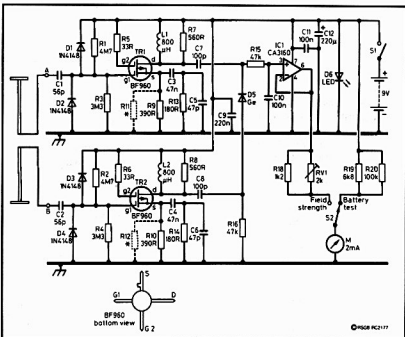 D1
1N4148
R1
4M7
R5
33R
L1
800
µH
R7
560R
C7
100p
TR1
BF960
g2
g1
d
s
A
C1
56p
D2
1N4148
R3
3M3
R11
*
R9
390R
C3
47n
R13
180R
C5
47p
C9
220n
R15
47k
D5
Ge
C10
100n
IC1
CA3160
C11
100n
C12
220µ
+
D6
LED
S1
9V
D3
1N4148
R2
4M7
R6
33R
L2
800
µH
R8
560R
C8
100p
TR2
BF960
g2
g1
d
s
B
C2
56p
D4
1N4148
R4
3M3
R12
*
R10
390R
C4
47n
R14
180R
C6
47p
R16
47k
R18
1k2
RV1
2k
R19
6k8
R20
100k
Field
strength
Battery
test
S2
M
2mA
S
G1
D
G2
BF960
bottom view
©RSGB RC2177